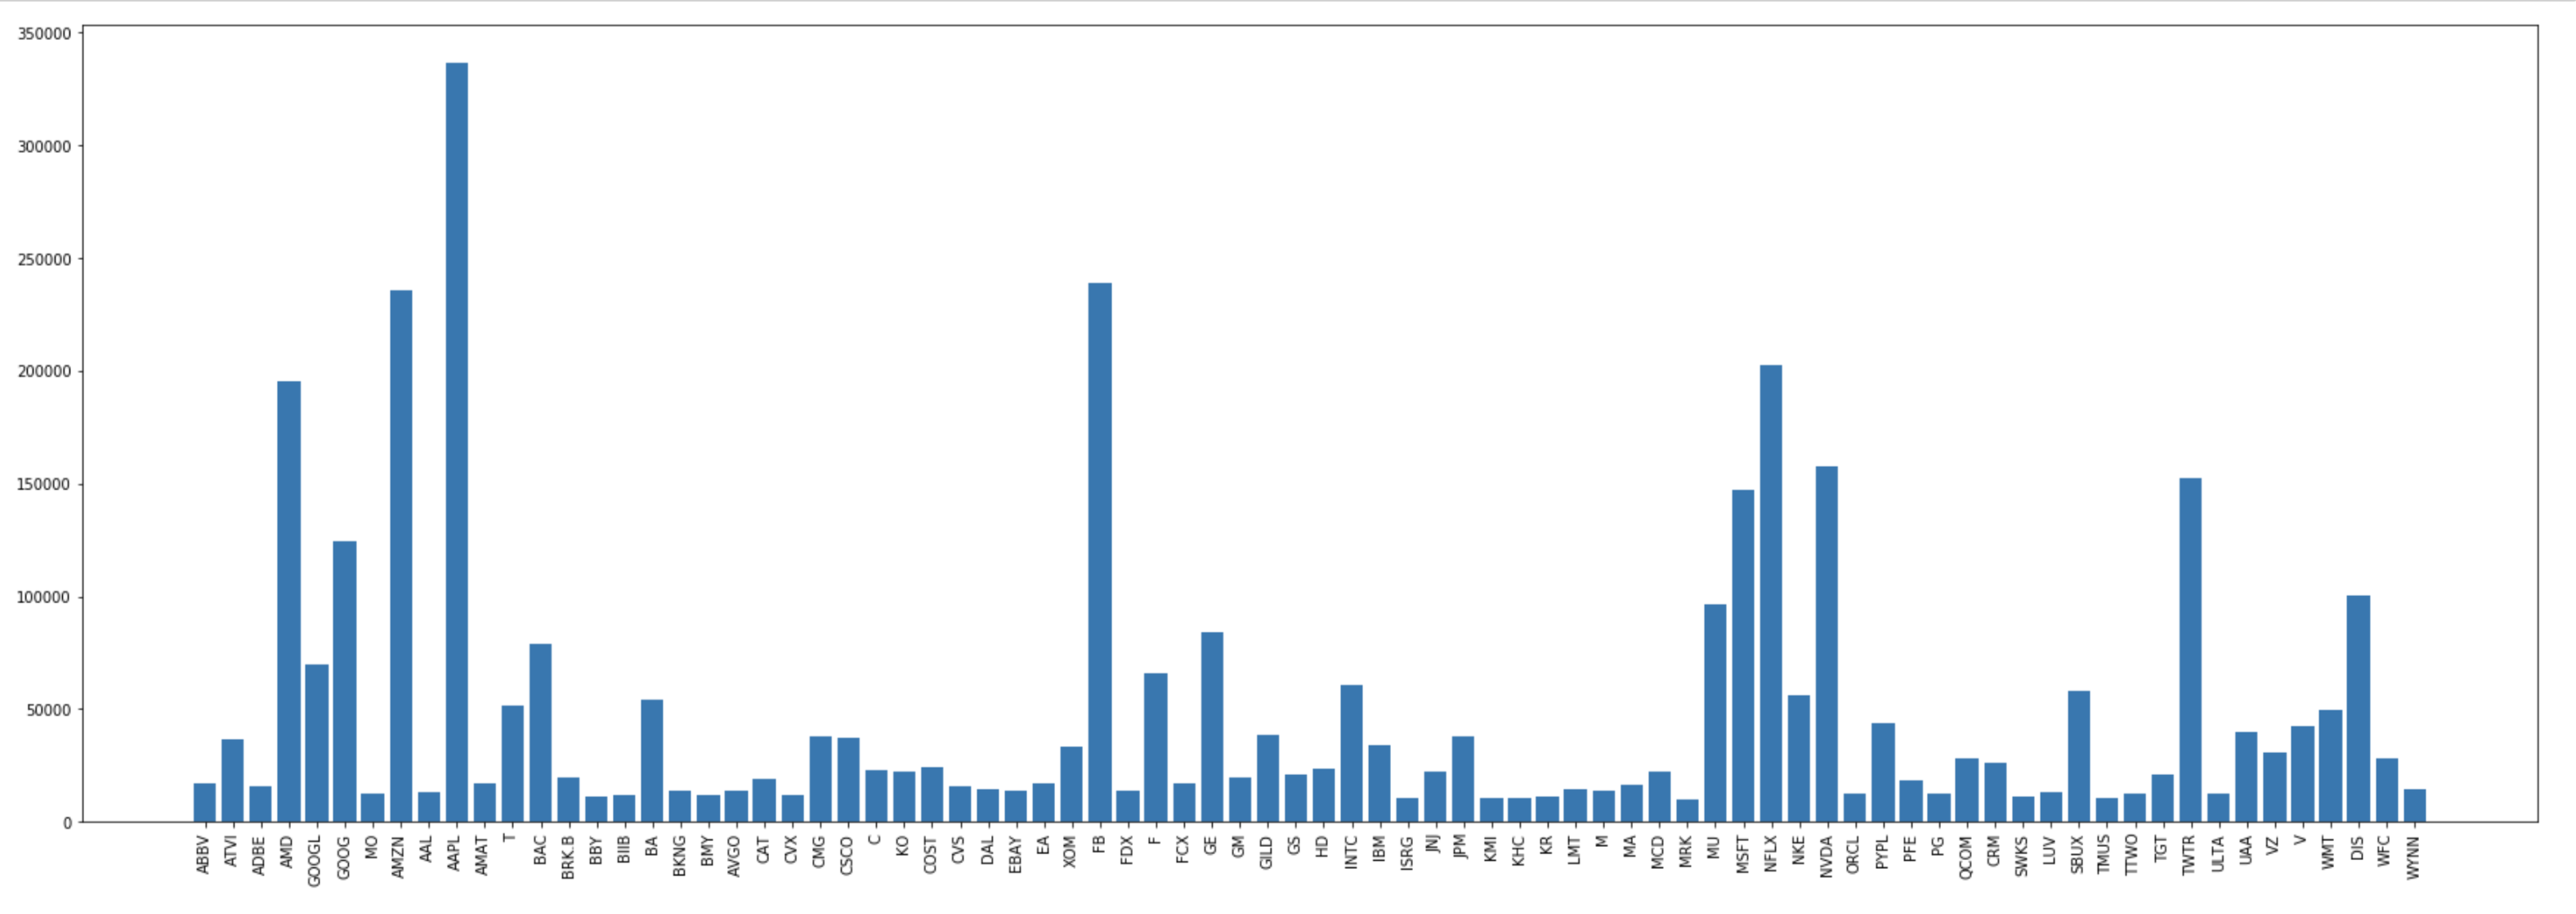 350000
300000
250000
200000
150000
100000
50000
0
ABBV
ATVI
ADBE
AMD
GOOGL
GOOG
MO
AMZN
AAL
AAPL
AMAT
T
BAC
BRK.B
BBY
BIIB
BA
BKNG
BMY
AVGO
CAT
CVX
CMG
CSCO
C
KO
COST
CVS
DAL
EBAY
EA
XOM
FB
FDX
F
FCX
GE
GM
GILD
GS
HD
INTC
IBM
ISRG
JNJ
JPM
KMI
KHC
KR
LMT
M
MA
MCD
MRK
MU
MSFT
NFLX
NKE
NVDA
ORCL
PYPL
PFE
PG
QCOM
CRM
SWKS
LUV
SBUX
TMUS
TTWO
TGT
TWTR
ULTA
UAA
VZ
V
WMT
DIS
WFC
WYNN